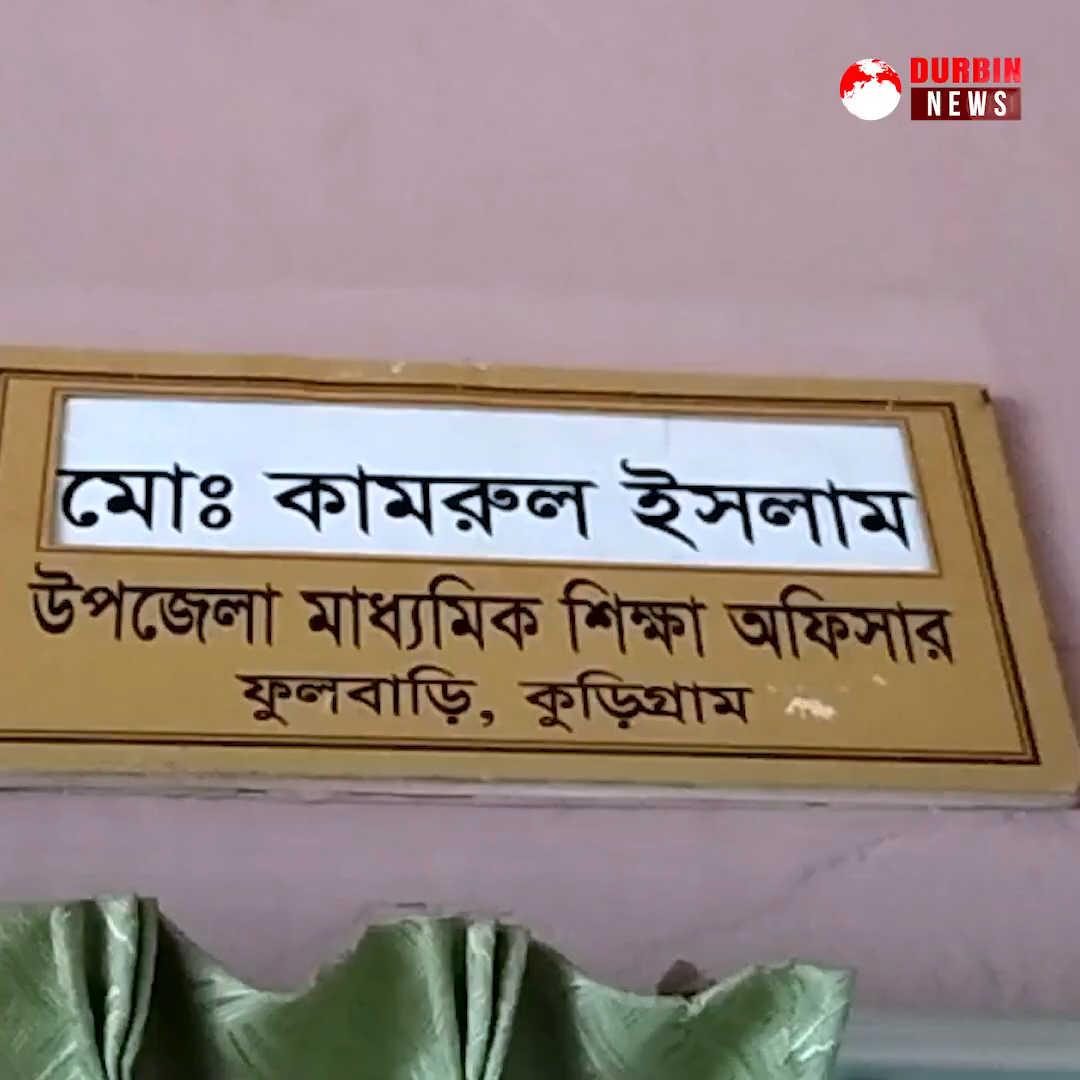 DURBIN
NEWS
মোঃ কামরুল ইসলাম
উপজেলা মাধ্যমিক শিক্ষা অফিসার
ফুলবাড়ি, কুড়িগ্রাম